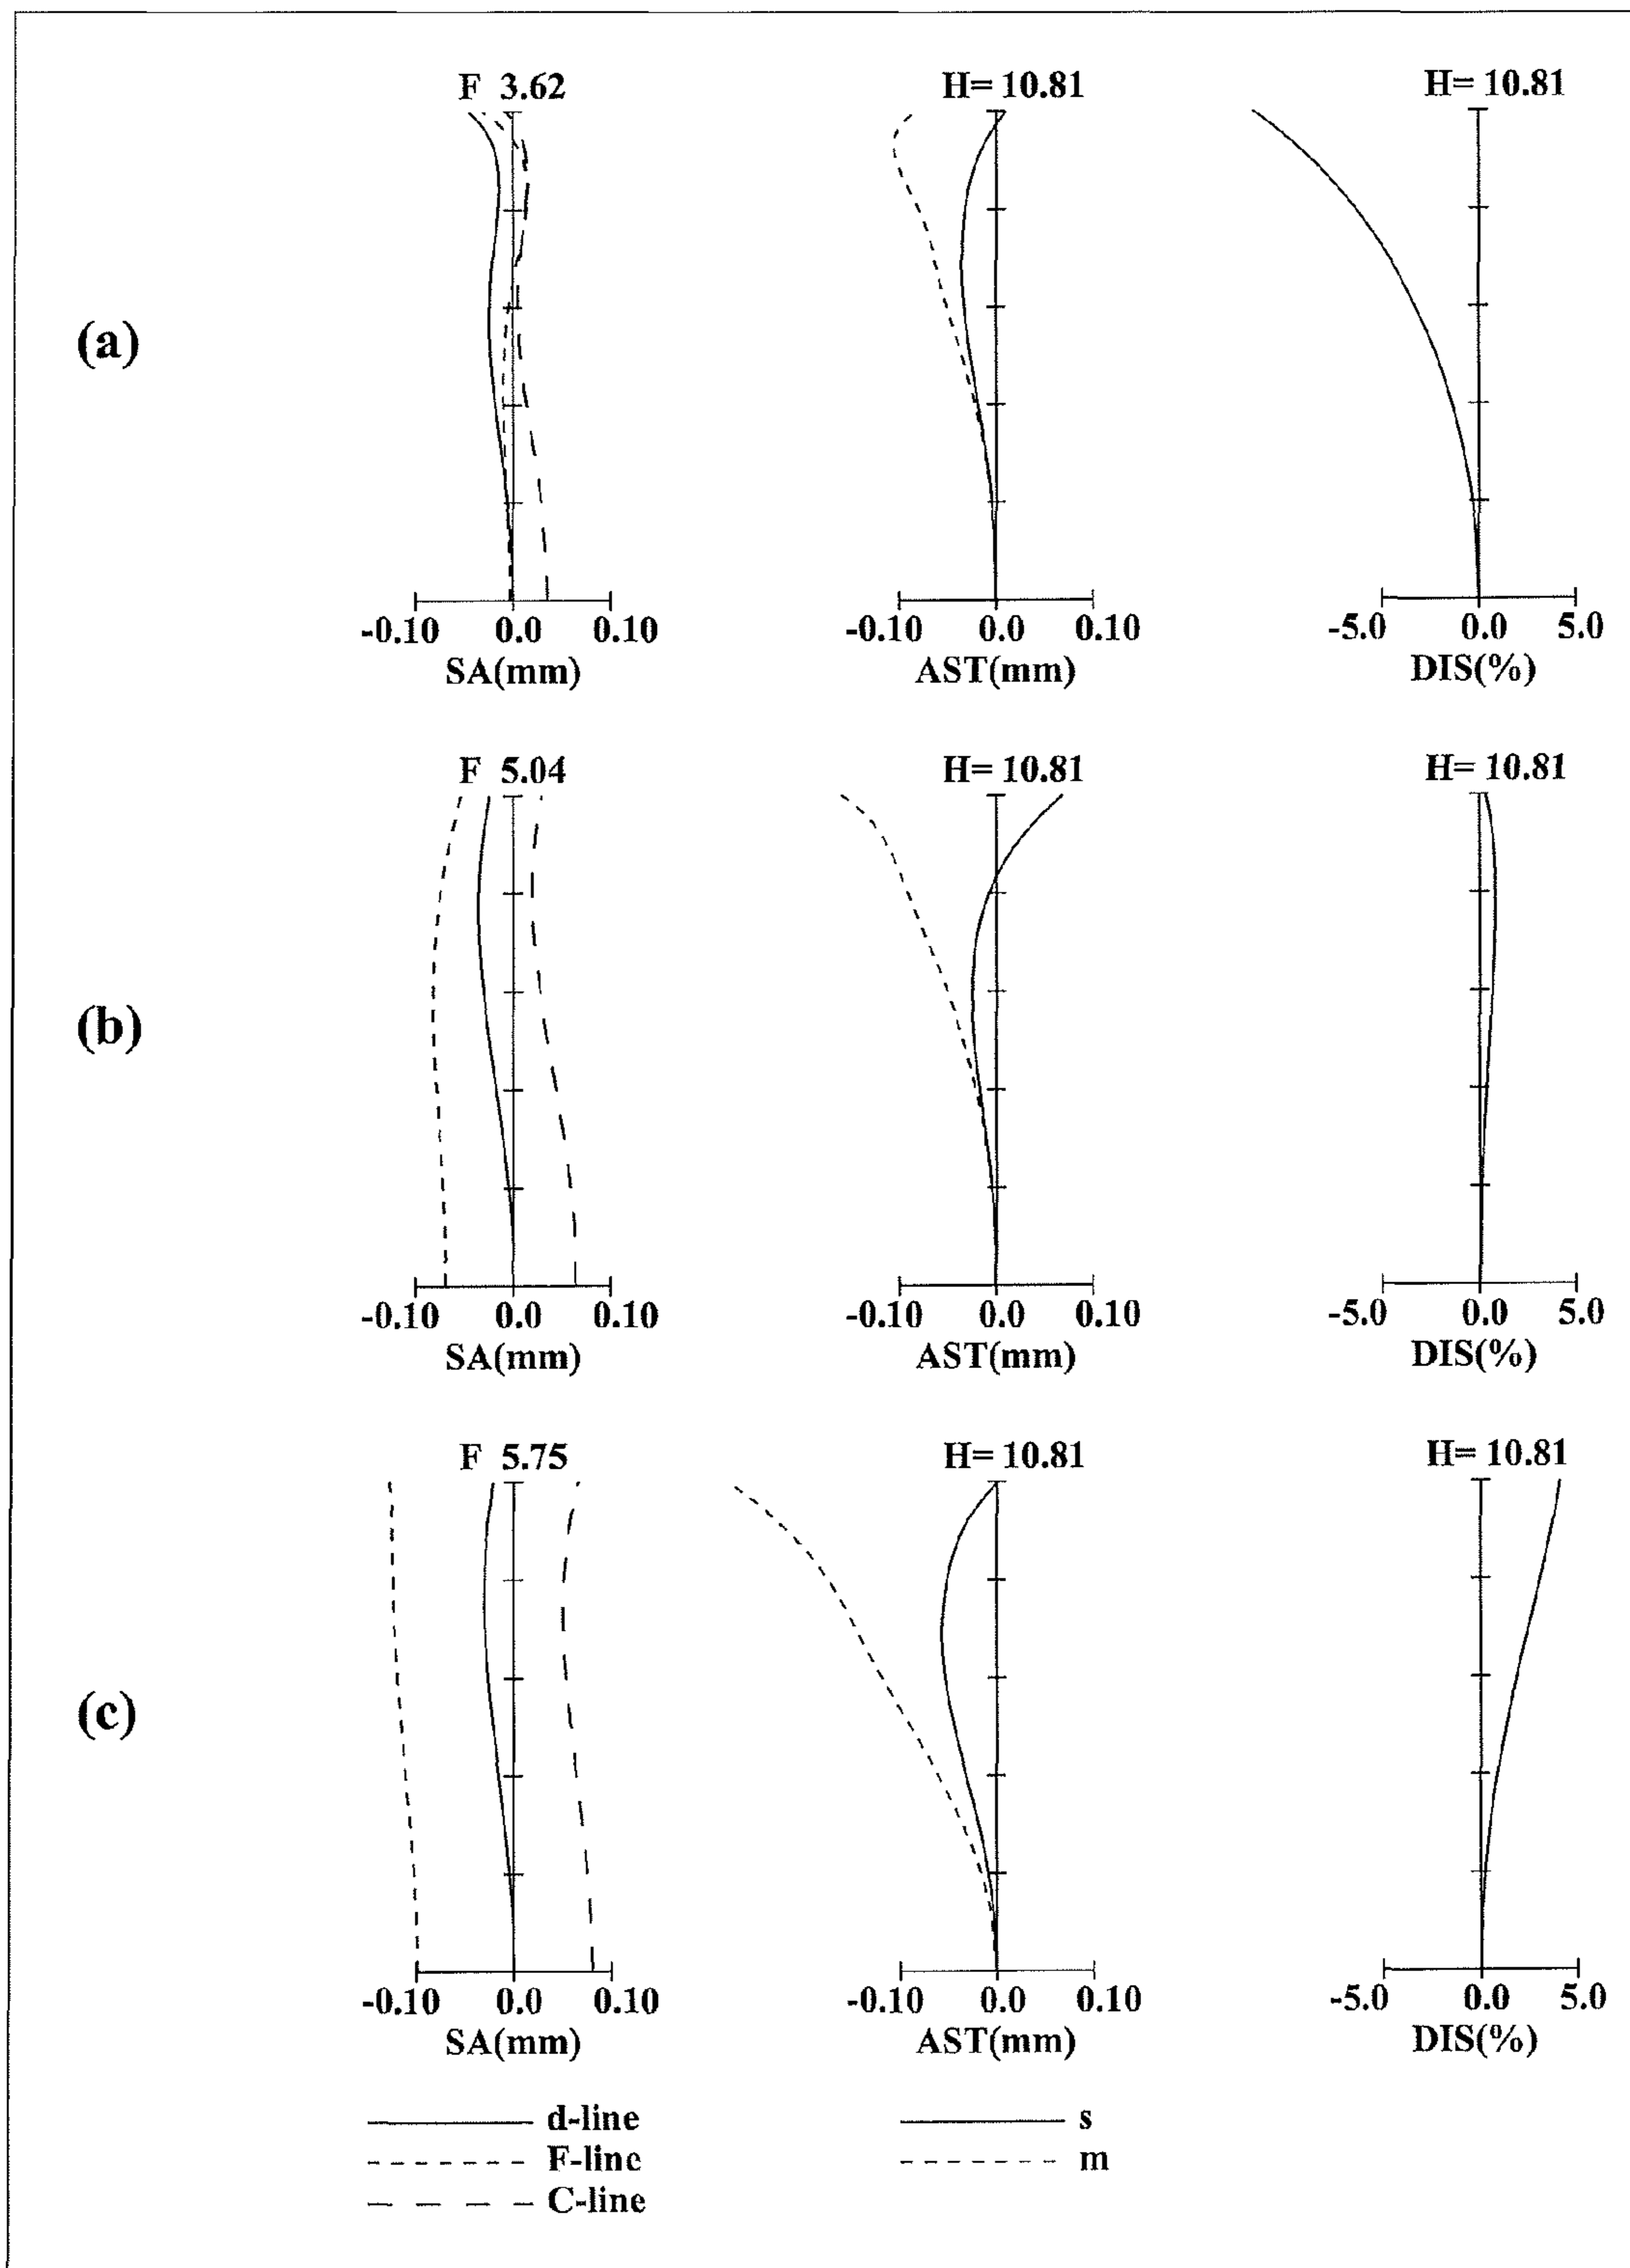 F 3.62 H= 10.81 H= 10.81
(a)
-0.10 0.0 0.10 -0.10 0.0 0.10 -5.0 0.0 5.0
SA(mm) AST(mm) DIS(%)
F 5.04 H= 10.81 H= 10.81
(b)
-0.10 0.0 0.10 -0.10 0.0 0.10 -5.0 0.0 5.0
SA(mm) AST(mm) DIS(%)
F 5.75 H= 10.81 H= 10.81
(c)
-0.10 0.0 0.10 -0.10 0.0 0.10 -5.0 0.0 5.0
SA(mm) AST(mm) DIS(%)
d-line s
F-line m
C-line